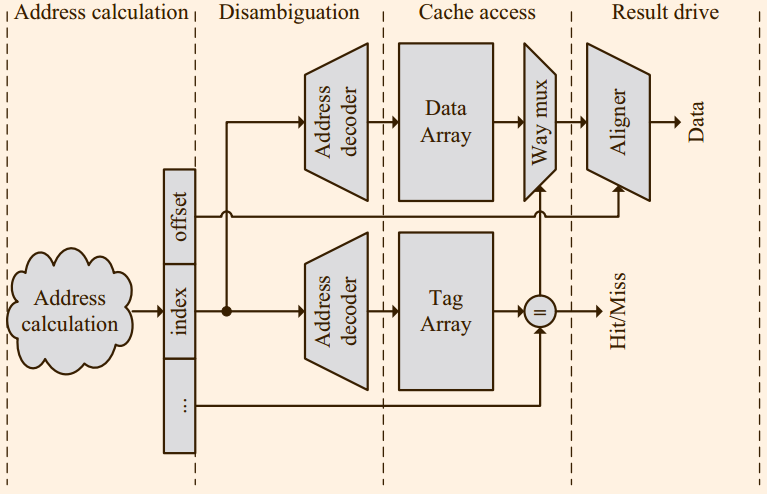 Address calculation
Disambiguation
Cache access
Result drive
Address
decoder
Data
Array
Way mux
Aligner
Data
offset
index
...
Address
calculation
Address
decoder
Tag
Array
=
Hit/Miss